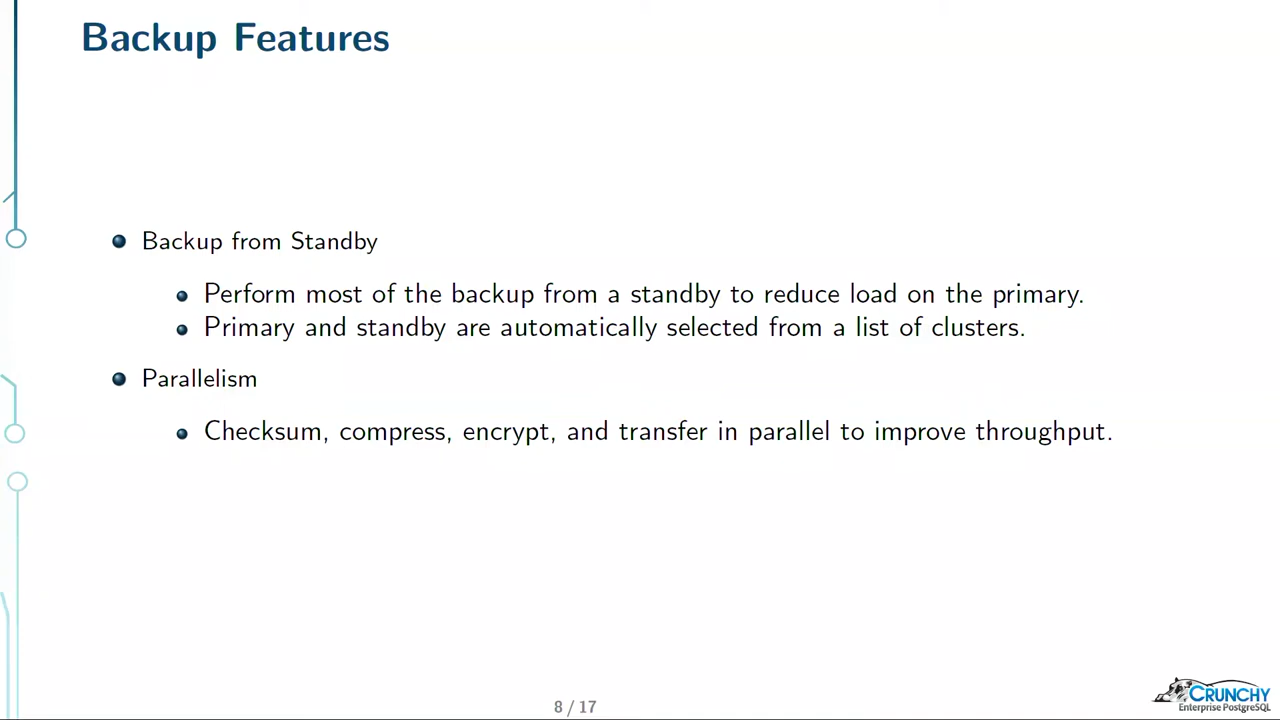 Backup Features
Backup from Standby
Perform most of the backup from a standby to reduce load on the primary.
Primary and standby are automatically selected from a list of clusters.
Parallelism
Checksum, compress, encrypt, and transfer in parallel to improve throughput.
8 / 17
CRUNCHY
Enterprise PostgreSQL